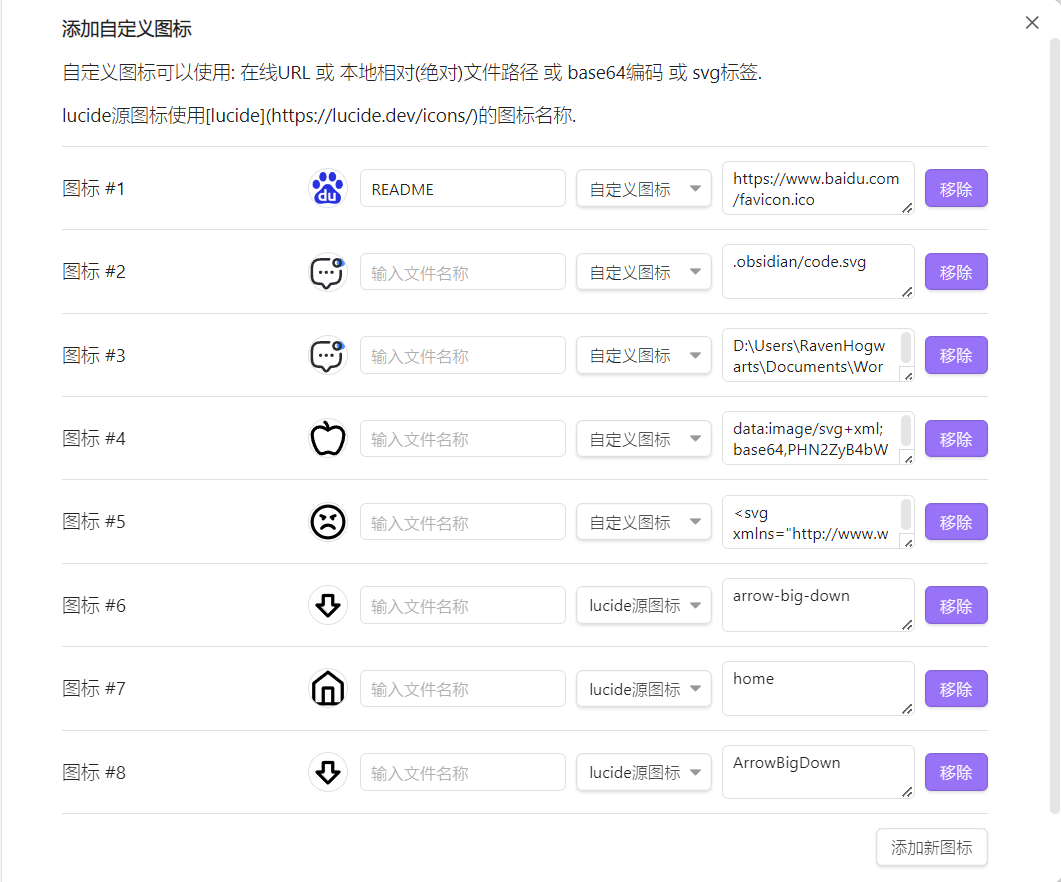 添加自定义图标
自定义图标可以使用: 在线URL 或 本地相对(绝对)文件路径 或 base64编码 或 svg标签.
lucide源图标使用[lucide](https://lucide.dev/icons/)的图标名称.
图标 #1
du
README
自定义图标
https://www.baidu.com
/favicon.ico
移除
图标 #2
输入文件名称
自定义图标
.obsidian/code.svg
移除
图标 #3
输入文件名称
自定义图标
D:\Users\RavenHogw
arts\Documents\Wor
移除
图标 #4
输入文件名称
自定义图标
data:image/svg+xml;
base64,PHN2ZyB4bW
移除
图标 #5
输入文件名称
自定义图标
<svg
xmlns="http://www.w
移除
图标 #6
输入文件名称
lucide源图标
arrow-big-down
移除
图标 #7
输入文件名称
lucide源图标
home
移除
图标 #8
输入文件名称
lucide源图标
ArrowBigDown
移除
添加新图标